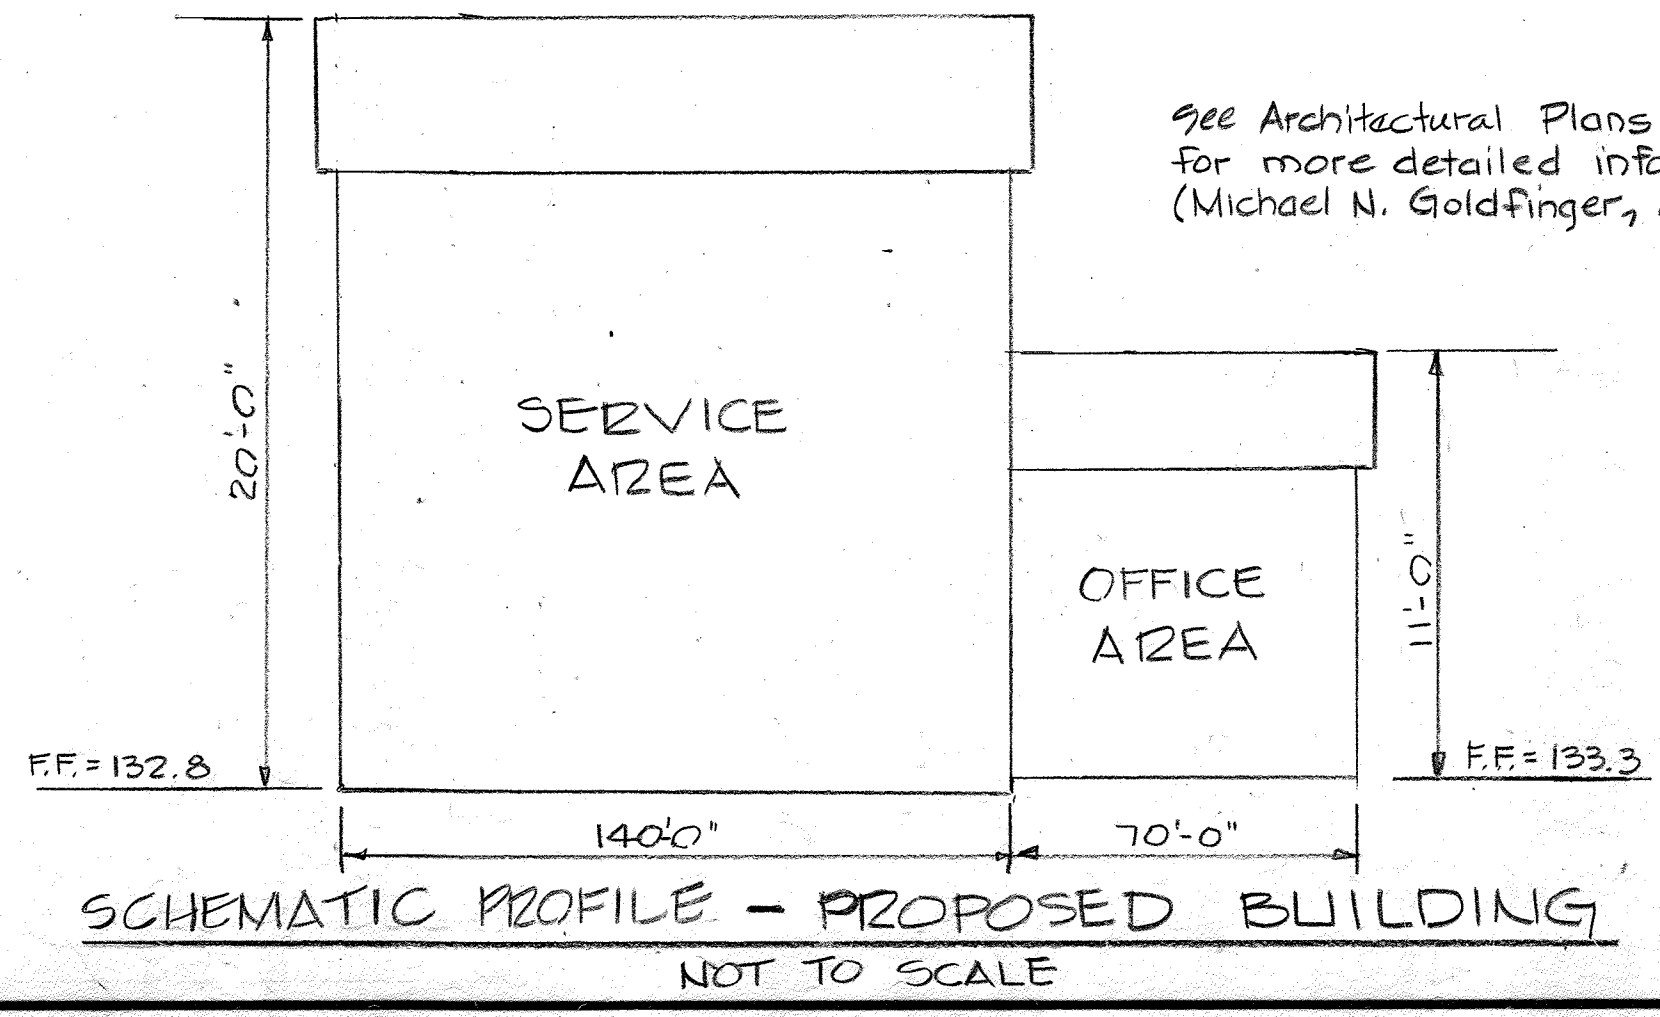 See Architectural Plans
for more detailed
(Michael N. Goldfinger,
20'-0"
SERVICE
AREA
OFFICE
AREA
11'-0"
F.F. = 132.8
F.F. = 133.3
140'-0"
70'-0"
SCHEMATIC PROFILE - PROPOSED BUILDING
NOT TO SCALE